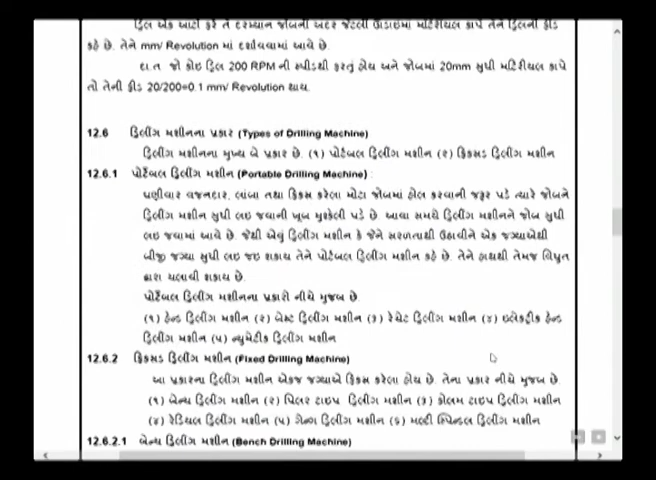 ડ્રિલ એક આંટો ફરે તે દરમ્યાન જોબની અંદર જેટલી ઊંડાઇમાં મટિરીયલ કાપે તેને ડ્રિલની ફીડ
કહે છે. તેને mm/ Revolution માં દર્શાવવામાં આવે છે.
દા.ત. જો કોઇ ડ્રિલ 200 RPM ની સ્પીડથી ફરતું હોય અને જોબમાં 20mm સુધી મટિરીયલ કાપે
તો તેની ફીડ 20/200=0.1 mm/ Revolution થાય.
12.6 ડ્રિલીંગ મશીનના પ્રકાર (Types of Drilling Machine)
ડ્રિલીંગ મશીનના મુખ્ય બે પ્રકાર છે. (૧) પોર્ટેબલ ડ્રિલીંગ મશીન (૨) ફિક્સડ ડ્રિલીંગ મશીન
12.6.1 પોર્ટેબલ ડ્રિલીંગ મશીન (Portable Drilling Machine) :
ઘણીવાર વજનદાર, લાંબા તથા ફિક્સ કરેલા મોટા જોબમાં હોલ કરવાની જરૂર પડે ત્યારે જોબને
ડ્રિલીંગ મશીન સુધી લઇ જવાની ખૂબ મુશ્કેલી પડે છે. આવા સમયે ડ્રિલીંગ મશીનને જોબ સુધી
લઇ જવામાં આવે છે. જેથી એવું ડ્રિલીંગ મશીન કે જેને સરળતાથી ઉઠાવીને એક જગ્યાએથી
બીજી જગ્યા સુધી લઇ જઇ શકાય તેને પોર્ટેબલ ડ્રિલીંગ મશીન કહે છે. તેને હાથથી તેમજ વિદ્યુત
દ્વારા ચલાવી શકાય છે.
પોર્ટેબલ ડ્રિલીંગ મશીનના પ્રકારો નીચે મુજબ છે.
(૧) હેન્ડ ડ્રિલીંગ મશીન (૨) બ્રેસ્ટ ડ્રિલીંગ મશીન (૩) રેચેટ ડ્રિલીંગ મશીન (૪) ઇલેક્ટ્રીક હેન્ડ
ડ્રિલીંગ મશીન (૫) ન્યુમેટીક ડ્રિલીંગ મશીન
12.6.2 ફિક્સડ ડ્રિલીંગ મશીન (Fixed Drilling Machine)
આ પ્રકારના ડ્રિલીંગ મશીન એકજ જગ્યાએ ફિક્સ કરેલા હોય છે. તેના પ્રકાર નીચે મુજબ છે.
(૧) બેન્ચ ડ્રિલીંગ મશીન (૨) પિલર ટાઇપ ડ્રિલીંગ મશીન (૩) કોલમ ટાઇપ ડ્રિલીંગ મશીન
(૪) રેડિયલ ડ્રિલીંગ મશીન (૫) ગેન્ગ ડ્રિલીંગ મશીન (૬) મલ્ટી સ્પિન્ડલ ડ્રિલીંગ મશીન
12.6.2.1 બેન્ચ ડ્રિલીંગ મશીન (Bench Drilling Machine)